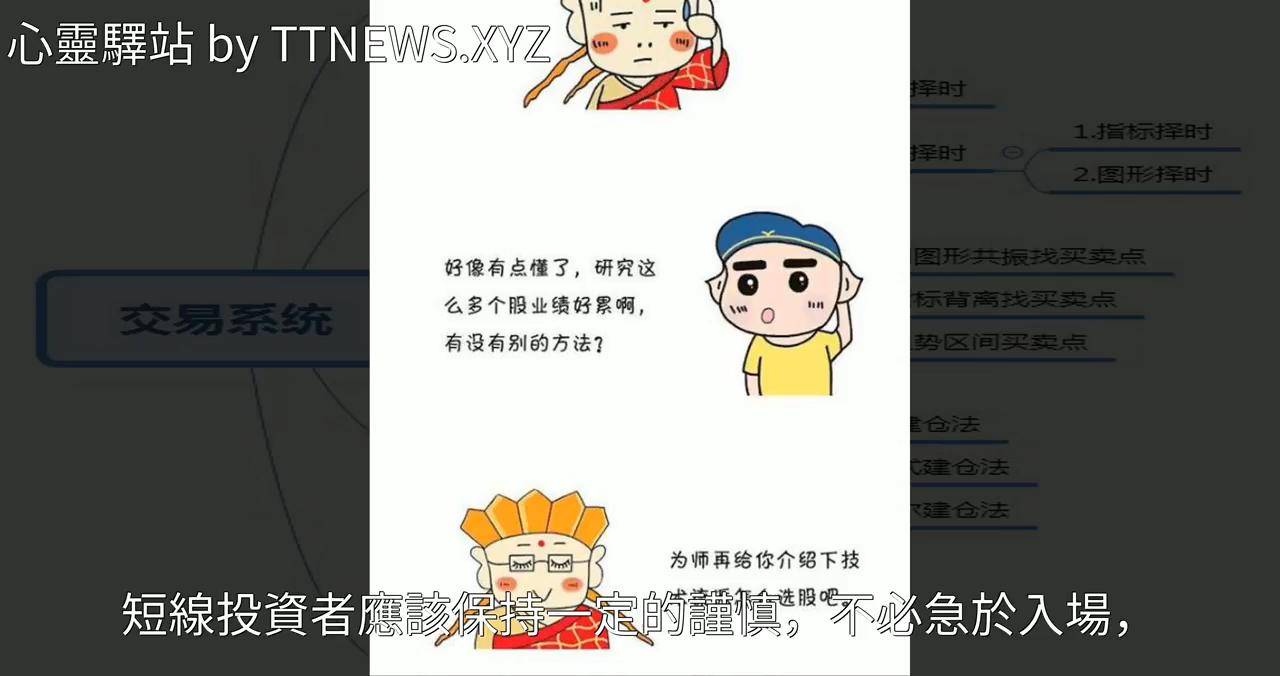 心靈驛站 by TTNEWS.XYZ
择时
择时
1.指标择时
2.图形择时
交易系统
好像有点懂了，研究这
么多个股业绩好累啊，
有没有别的方法？
图形共振找买卖点
标背离找买卖点
势区间买卖点
建仓法
式建仓法
尔建仓法
为师再给你介绍下技
选股吧
短線投資者應該保持一定的謹慎，不必急於入場，